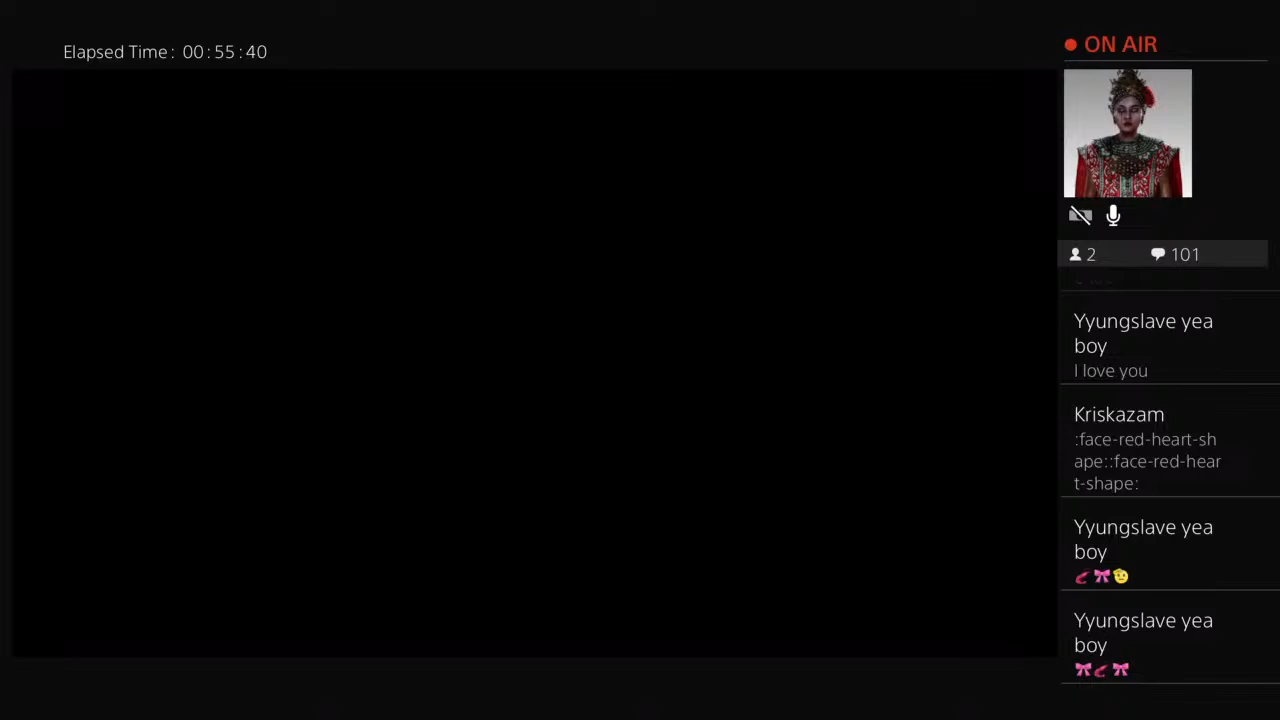 Elapsed Time: 00:55:40
ON AIR
2 101
Yyungslave yea
boy
I love you
Kriskazam
:face-red-heart-sh
ape::face-red-hear
t-shape:
Yyungslave yea
boy
Yyungslave yea
boy